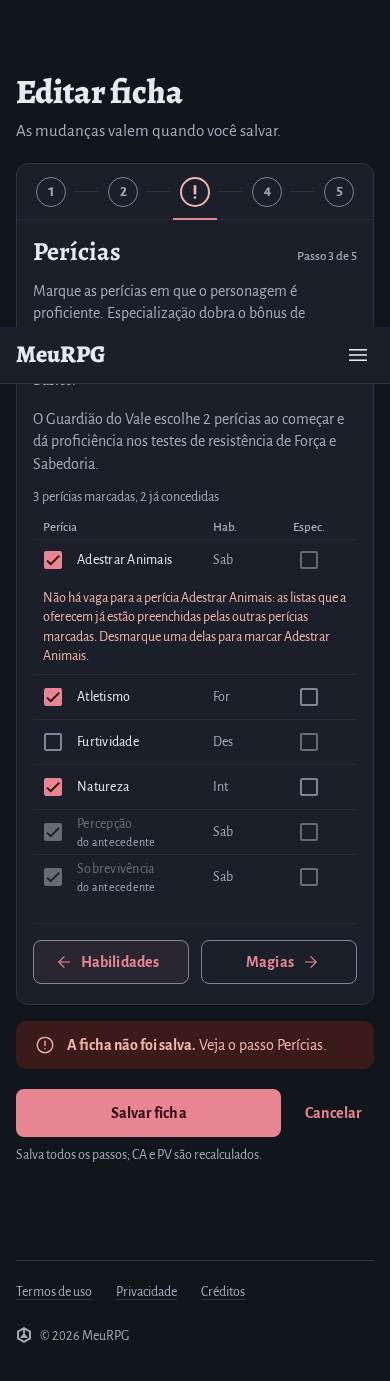 Editar ficha
As mudanças valem quando você salvar.
1 2 ! 4 5
Perícias
Passo 3 de 5
Marque as perícias em que o personagem é
proficiente. Especialização dobra o bônus de
MeuRPG
O Guardião do Vale escolhe 2 perícias ao começar e
dá proficiência nos testes de resistência de Força e
Sabedoria.
3 perícias marcadas, 2 já concedidas
Perícia Hab. Espec.
Adestrar Animais Sab
Não há vaga para a perícia Adestrar Animais: as listas que a
oferecem já estão preenchidas pelas outras perícias
marcadas. Desmarque uma delas para marcar Adestrar
Animais.
Atletismo For
Furtividade Des
Natureza Int
Percepção Sab
do antecedente
Sobrevivência Sab
do antecedente
← Habilidades
Magias →
A ficha não foi salva. Veja o passo Perícias.
Salvar ficha
Cancelar
Salva todos os passos; CA e PV são recalculados.
Termos de uso Privacidade Créditos
© 2026 MeuRPG